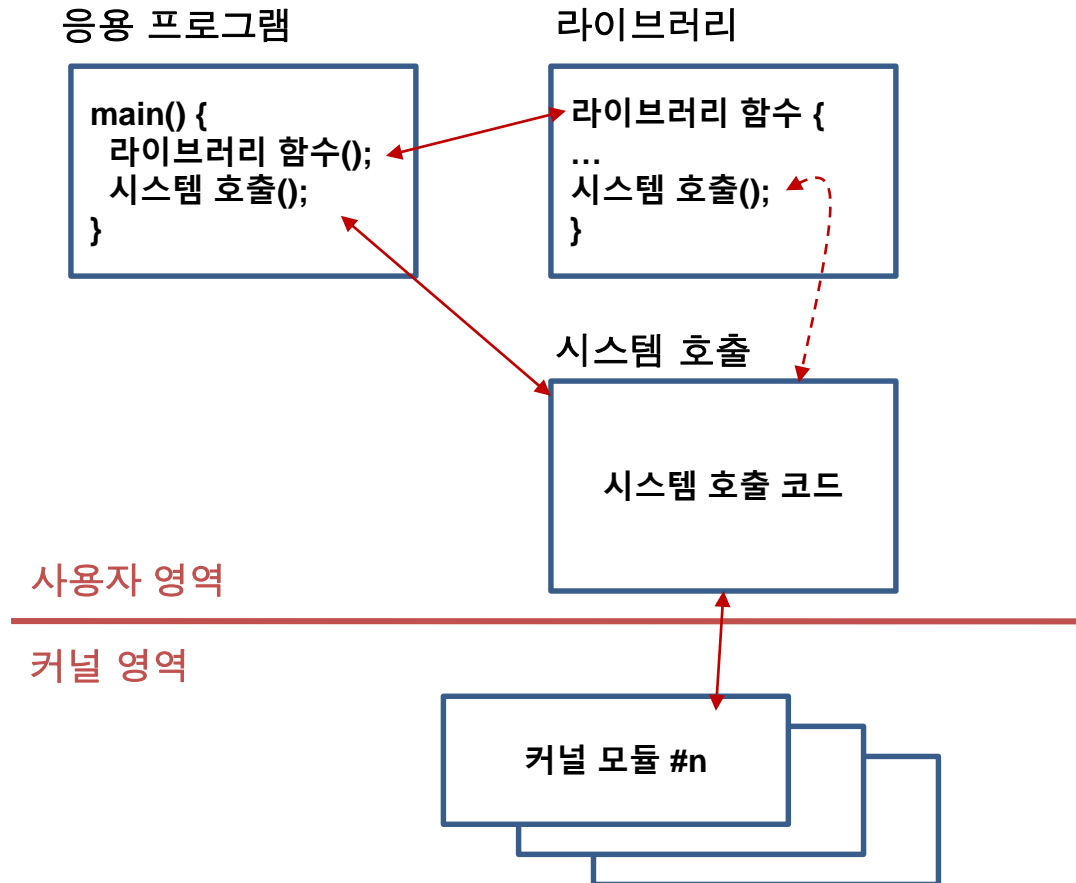 응용 프로그램
main() {
라이브러리 함수();
시스템 호출();
}
라이브러리
라이브러리 함수 {
...
시스템 호출();
}
시스템 호출
시스템 호출 코드
사용자 영역
커널 영역
커널 모듈 #n